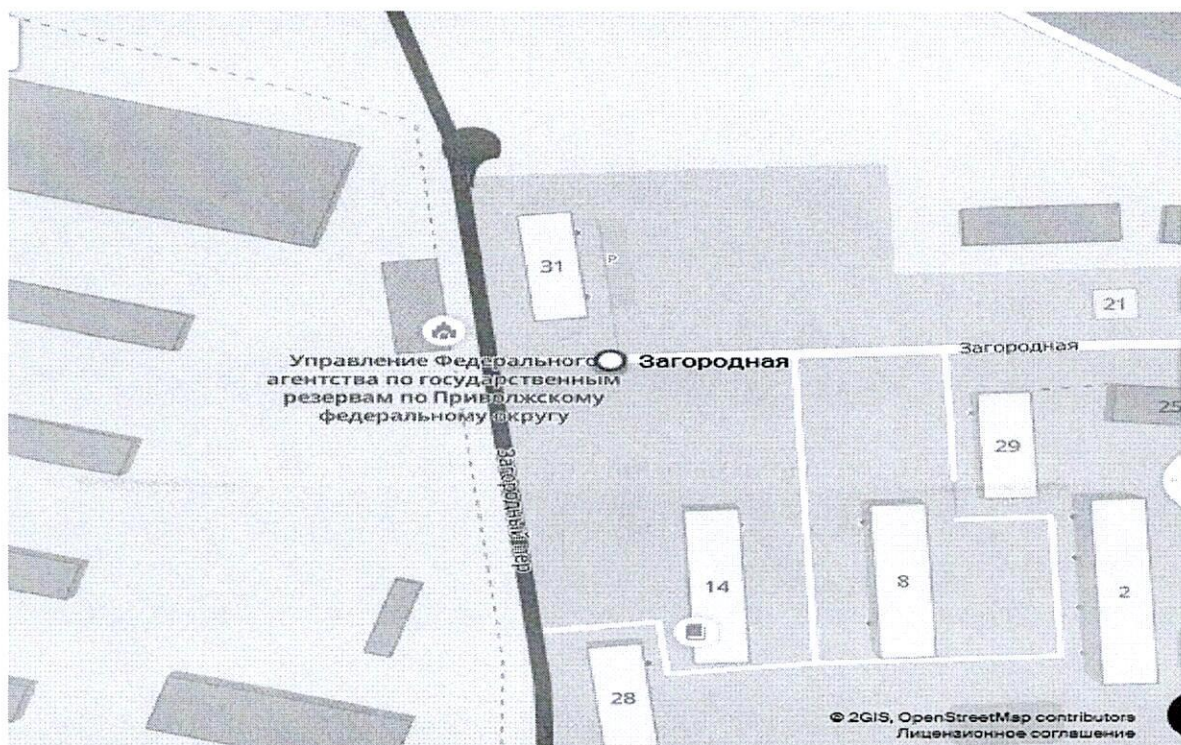 31
P
21
Загородная
Управление Федерального
агентства по государственным
резервам по Приволжскому
федеральному округу
Загородная
25
29
Загородный пер
14
8
2
28
© 2GIS, OpenStreetMap contributors
Лицензионное соглашение